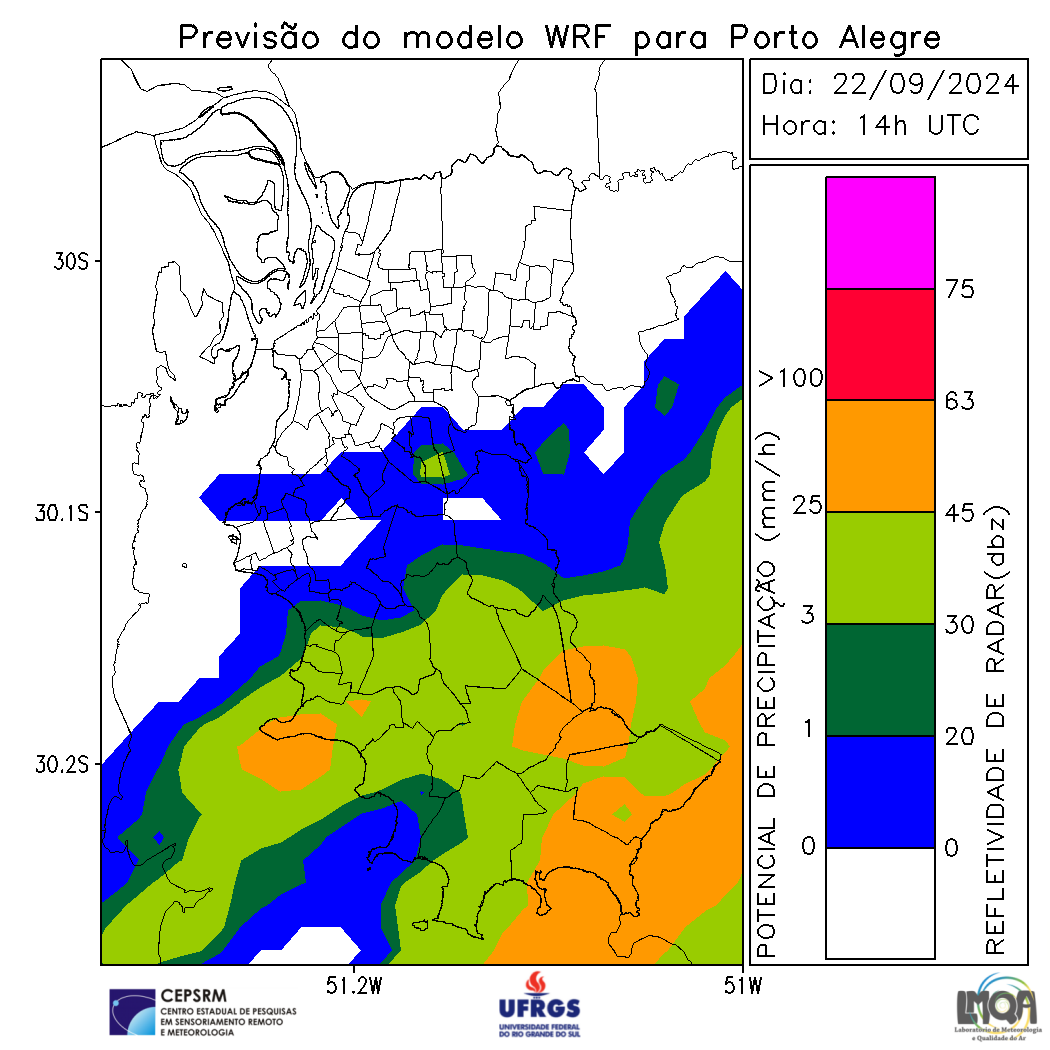 Previsão do modelo WRF para Porto Alegre
Dia: 22/09/2024
Hora: 14h UTC
30S
30.1S
30.2S
51.2W
51W
POTENCIAL DE PRECIPITAÇÃO (mm/h)
>100
25
3
1
0
75
63
45
30
20
0
REFLETIVIDADE DE RADAR(dbz)
CEPSRM
CENTRO ESTADUAL DE PESQUISAS
EM SENSORIAMENTO REMOTO
E METEOROLOGIA
UFRGS
UNIVERSIDADE FEDERAL
DO RIO GRANDE DO SUL
LMQA
Laboratório de Meteorologia
e Qualidade do Ar